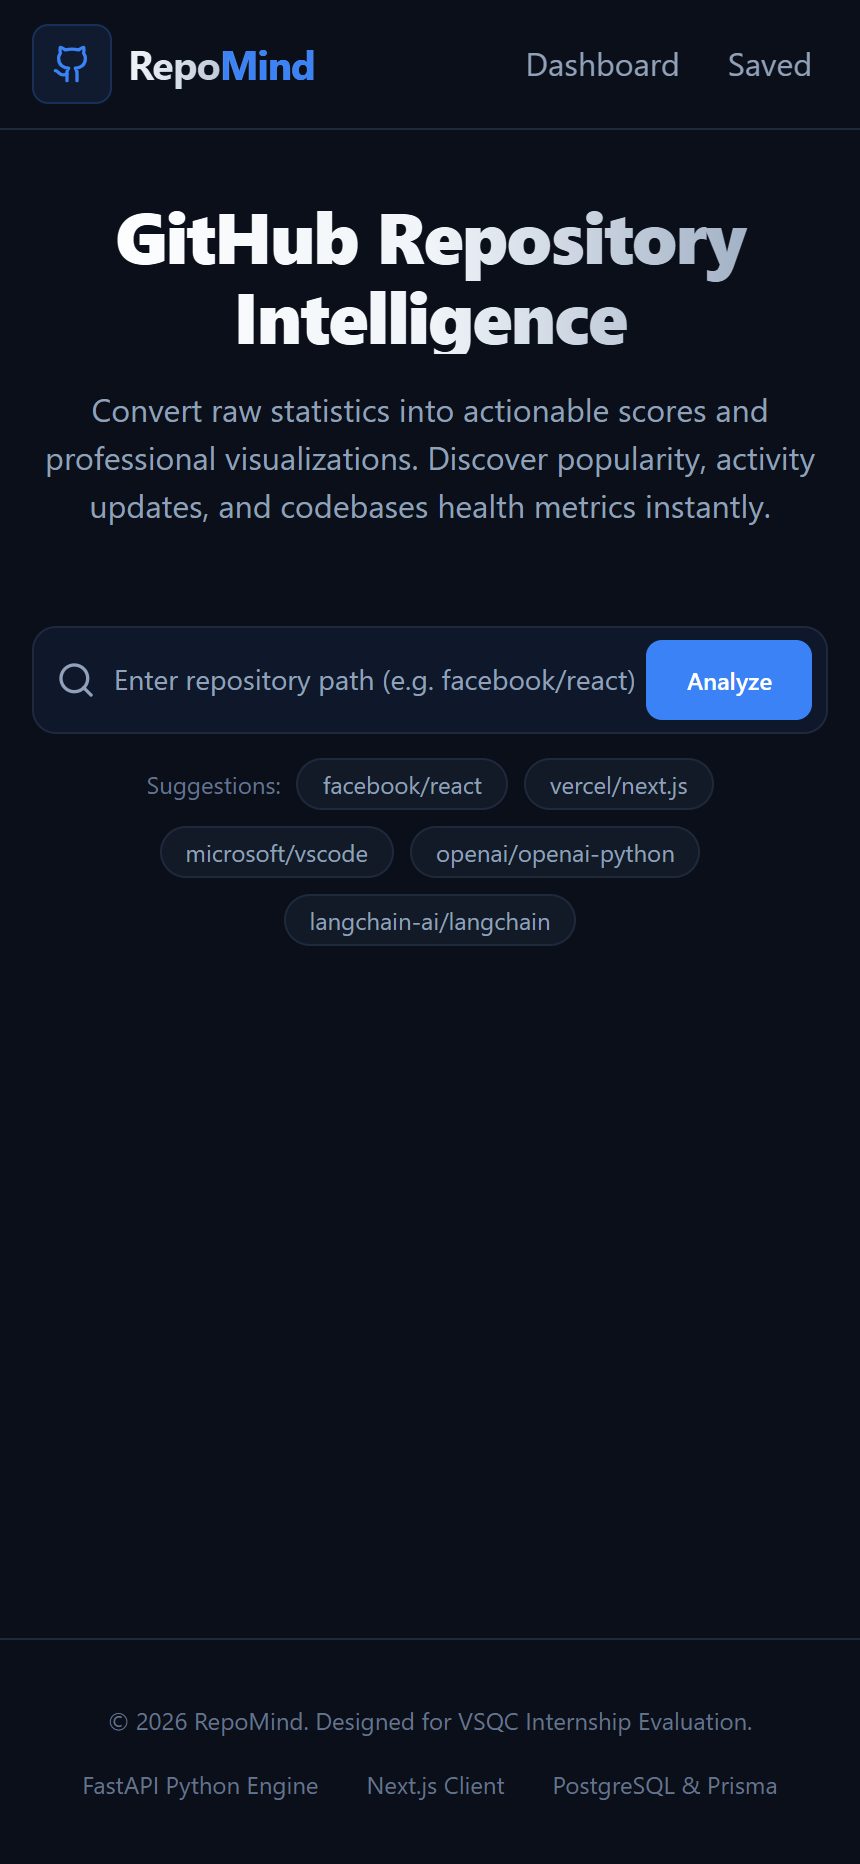 RepoMind
Dashboard
Saved
GitHub Repository
Intelligence
Convert raw statistics into actionable scores and
professional visualizations. Discover popularity, activity
updates, and codebases health metrics instantly.
Enter repository path (e.g. facebook/react)
Analyze
Suggestions:
facebook/react
vercel/next.js
microsoft/vscode
openai/openai-python
langchain-ai/langchain
© 2026 RepoMind. Designed for VSQC Internship Evaluation.
FastAPI Python Engine
Next.js Client
PostgreSQL & Prisma